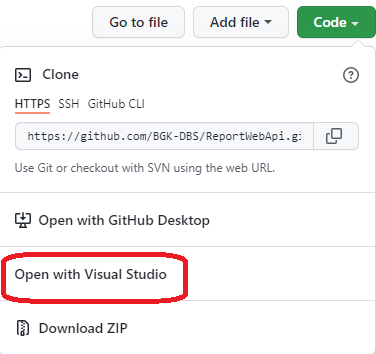 Go to file Add file Code
Clone
HTTPS SSH GitHub CLI
https://github.com/BGK-DBS/ReportWebApi.gi
Use Git or checkout with SVN using the web URL.
Open with GitHub Desktop
Open with Visual Studio
Download ZIP